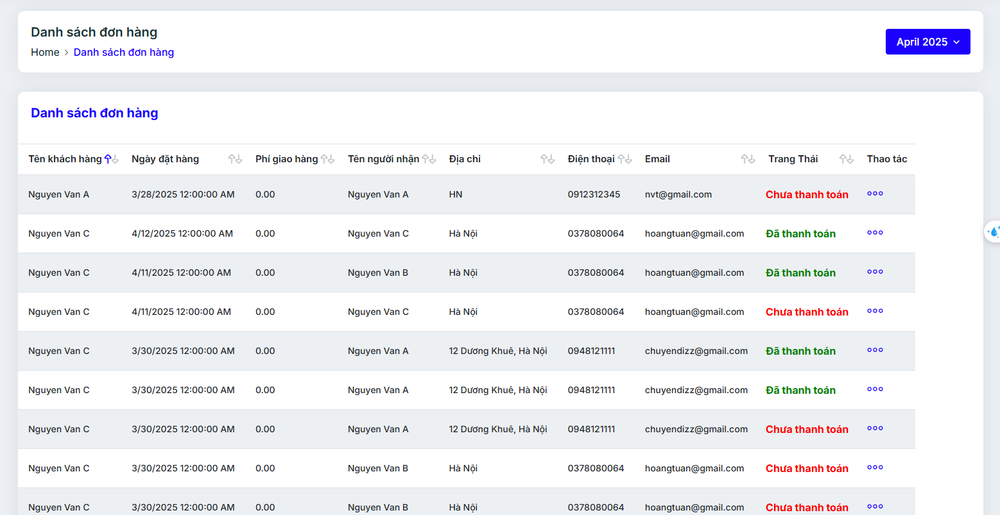 Danh sách đơn hàng
Home > Danh sách đơn hàng
April 2025
Danh sách đơn hàng
Tên khách hàng Ngày đặt hàng Phí giao hàng Tên người nhận Địa chỉ Điện thoại Email Trang Thái Thao tác
Nguyen Van A 3/28/2025 12:00:00 AM 0.00 Nguyen Van A HN 0912312345 nvt@gmail.com Chưa thanh toán
Nguyen Van C 4/12/2025 12:00:00 AM 0.00 Nguyen Van C Hà Nội 0378080064 hoangtuan@gmail.com Đã thanh toán
Nguyen Van C 4/11/2025 12:00:00 AM 0.00 Nguyen Van B Hà Nội 0378080064 hoangtuan@gmail.com Đã thanh toán
Nguyen Van C 4/11/2025 12:00:00 AM 0.00 Nguyen Van C Hà Nội 0378080064 hoangtuan@gmail.com Chưa thanh toán
Nguyen Van C 3/30/2025 12:00:00 AM 0.00 Nguyen Van A 12 Dương Khuê, Hà Nội 0948121111 chuyendizz@gmail.com Đã thanh toán
Nguyen Van C 3/30/2025 12:00:00 AM 0.00 Nguyen Van A 12 Dương Khuê, Hà Nội 0948121111 chuyendizz@gmail.com Đã thanh toán
Nguyen Van C 3/30/2025 12:00:00 AM 0.00 Nguyen Van A 12 Dương Khuê, Hà Nội 0948121111 chuyendizz@gmail.com Chưa thanh toán
Nguyen Van C 3/30/2025 12:00:00 AM 0.00 Nguyen Van B Hà Nội 0378080064 hoangtuan@gmail.com Chưa thanh toán
Nguyen Van C 3/30/2025 12:00:00 AM 0.00 Nguyen Van B Hà Nội 0378080064 hoangtuan@gmail.com Chưa thanh toán